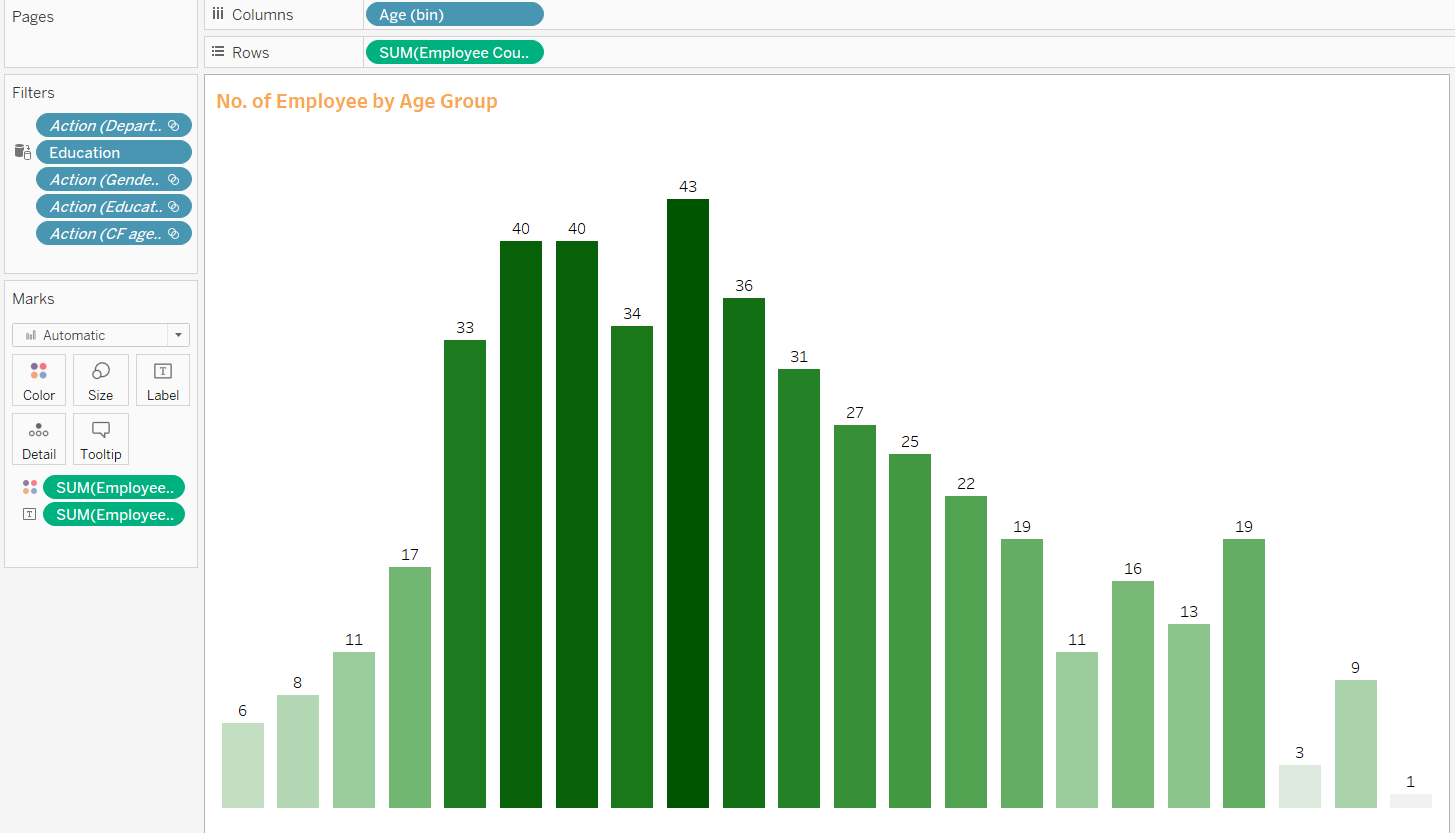 Pages
Columns
Age (bin)
Rows
SUM(Employee Cou..
Filters
Action (Depart..
Education
Action (Gende..
Action (Educat..
Action (CF age..
Marks
Automatic
Color
Size
T
Label
Detail
Tooltip
SUM(Employee..
T
SUM(Employee..
No. of Employee by Age Group
6
8
11
17
33
40
40
34
43
36
31
27
25
22
19
11
16
13
19
3
9
1